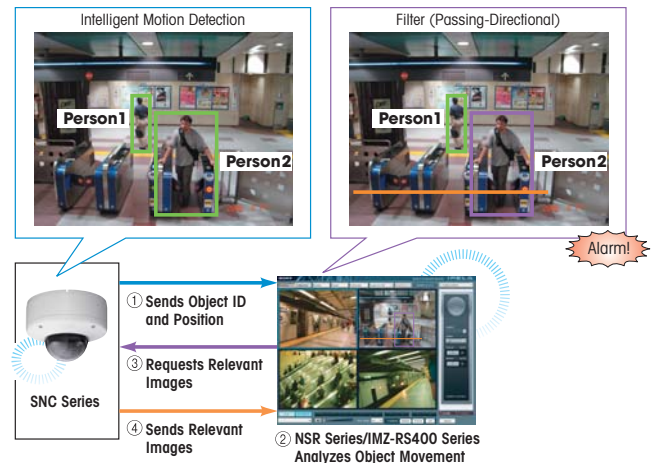 Intelligent Motion Detection
Filter (Passing-Directional)
Person1
Person2
Person1
Person2
Alarm!
① Sends Object ID
and Position
③ Requests Relevant
Images
④ Sends Relevant
Images
SNC Series
② NSR Series/IMZ-RS400 Series
Analyzes Object Movement